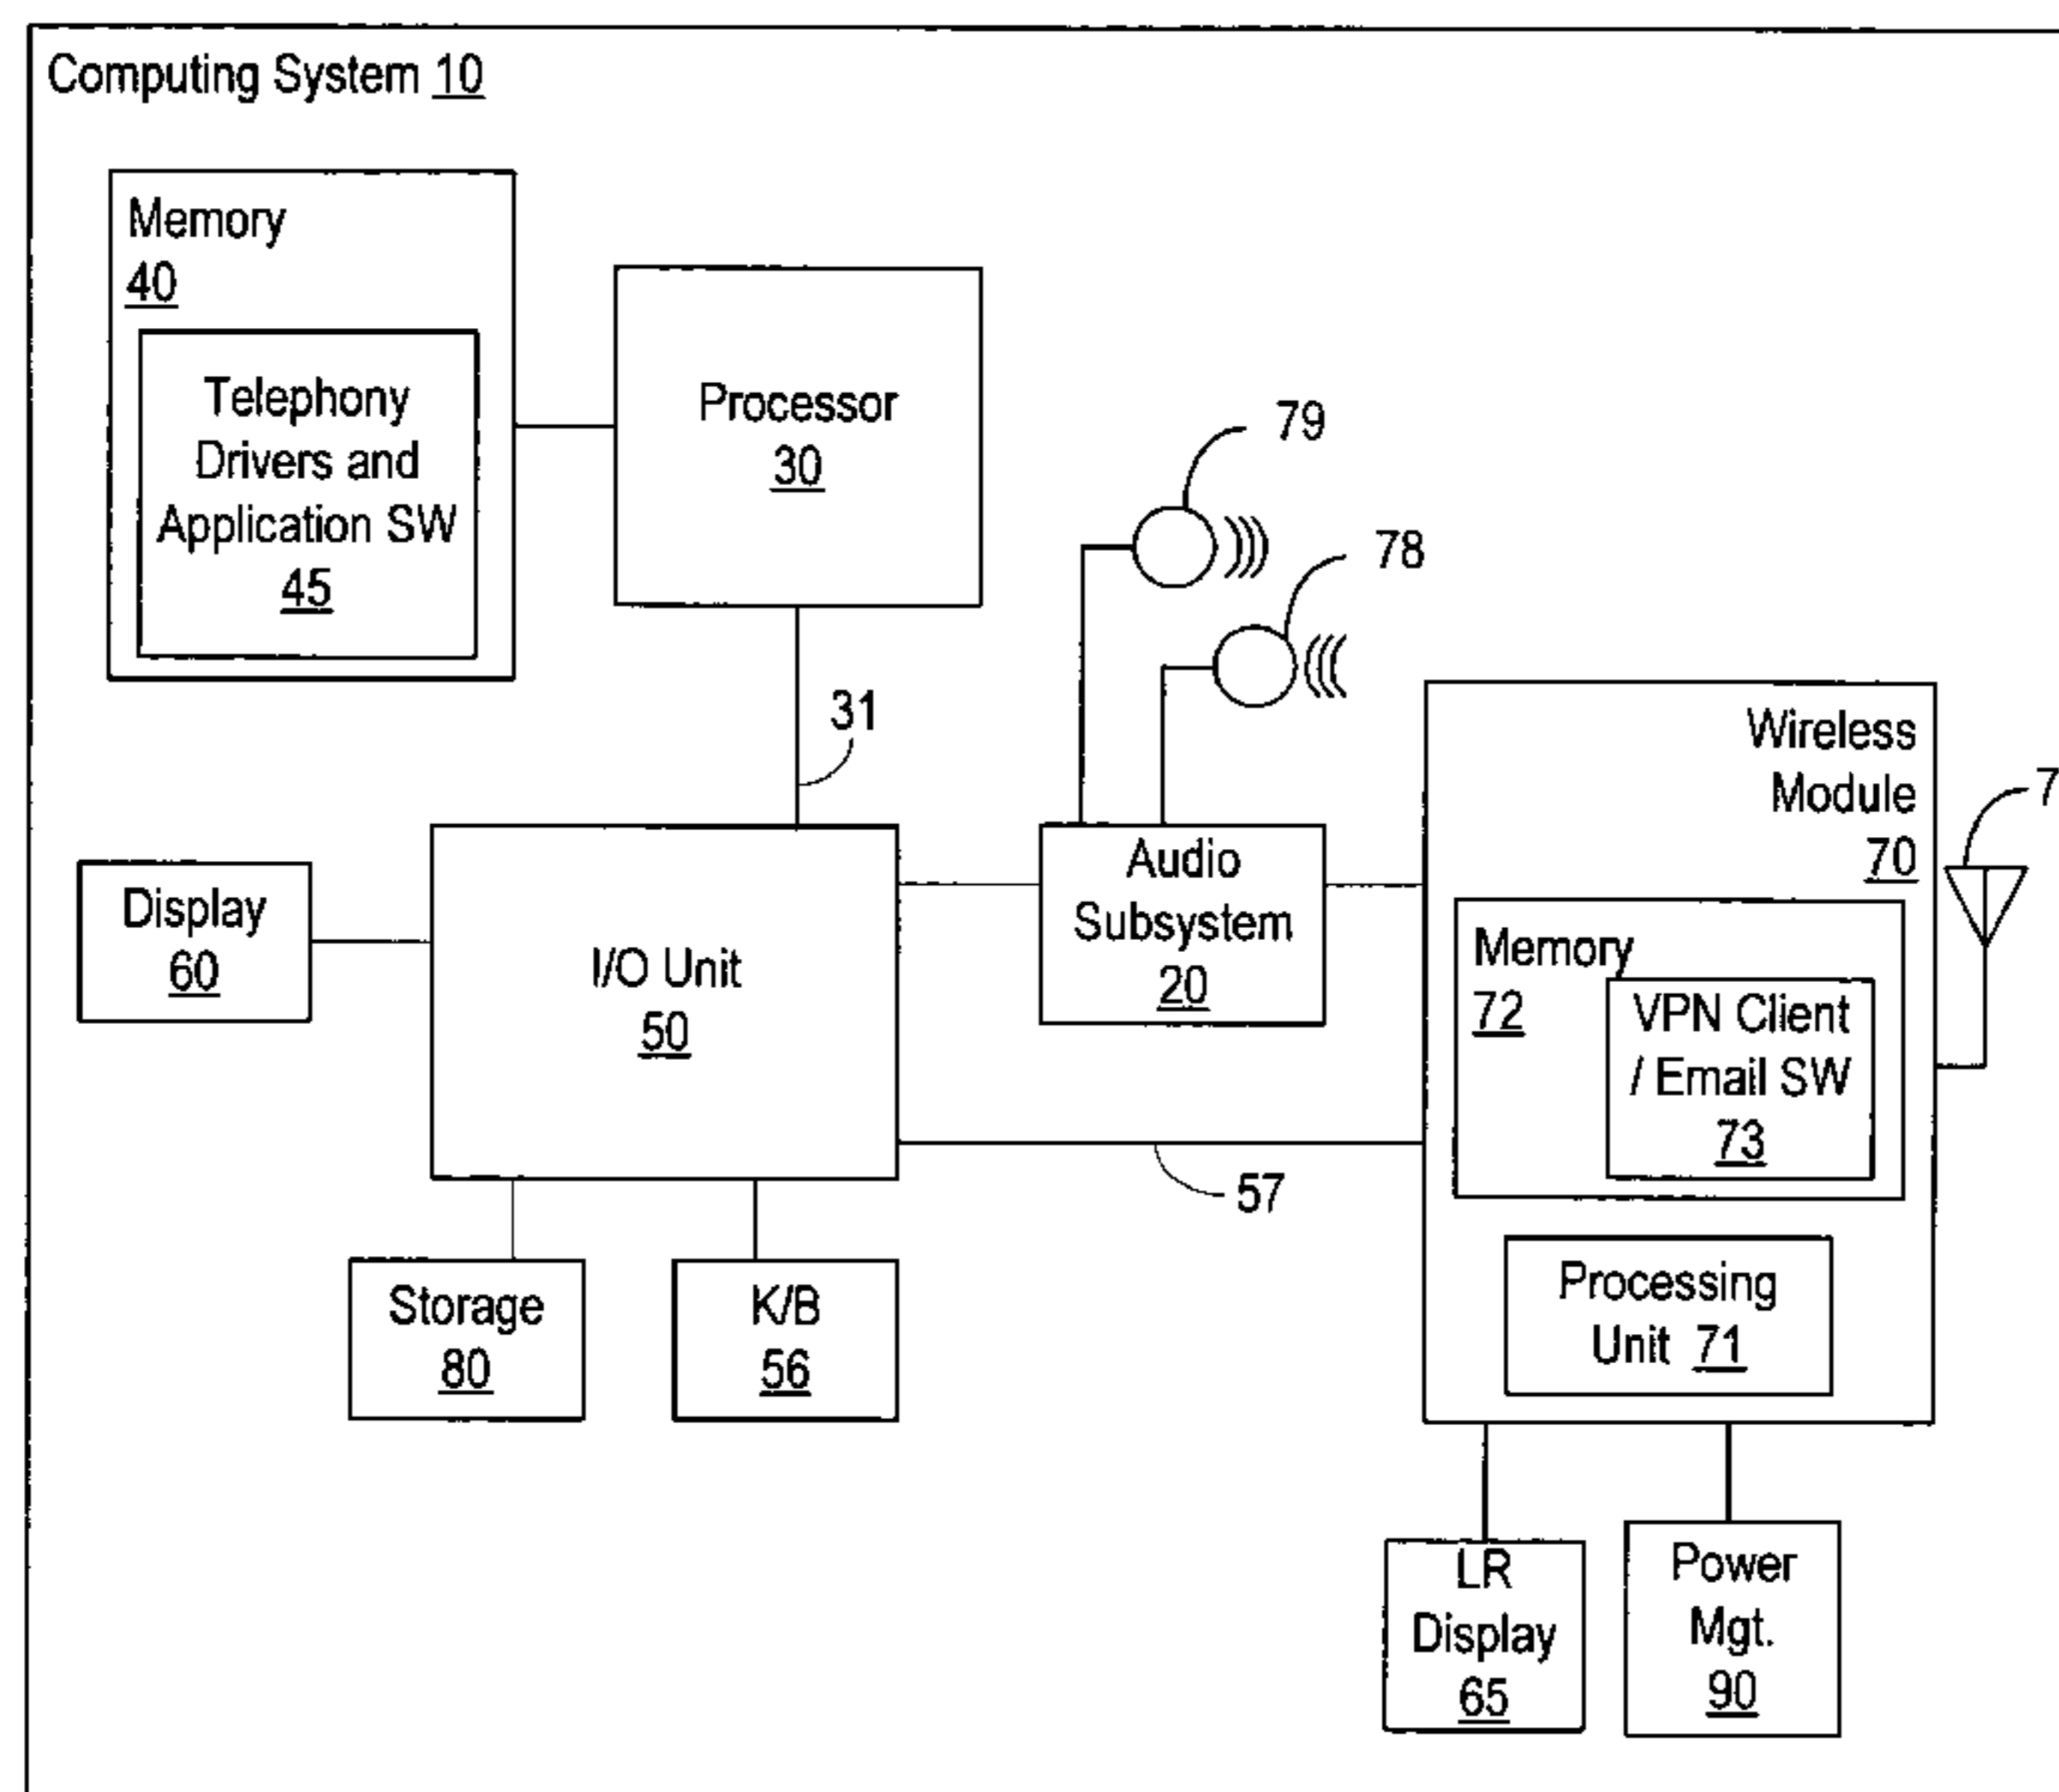 Computing System 10
Memory
40
Telephony
Drivers and
Application SW
45
Processor
30
79
78
31
Wireless
Module
70
Display
60
I/O Unit
50
Audio
Subsystem
20
Memory
72
VPN Client
/ Email SW
73
57
Storage
80
K/B
56
Processing
Unit 71
LR
Display
65
Power
Mgt.
90